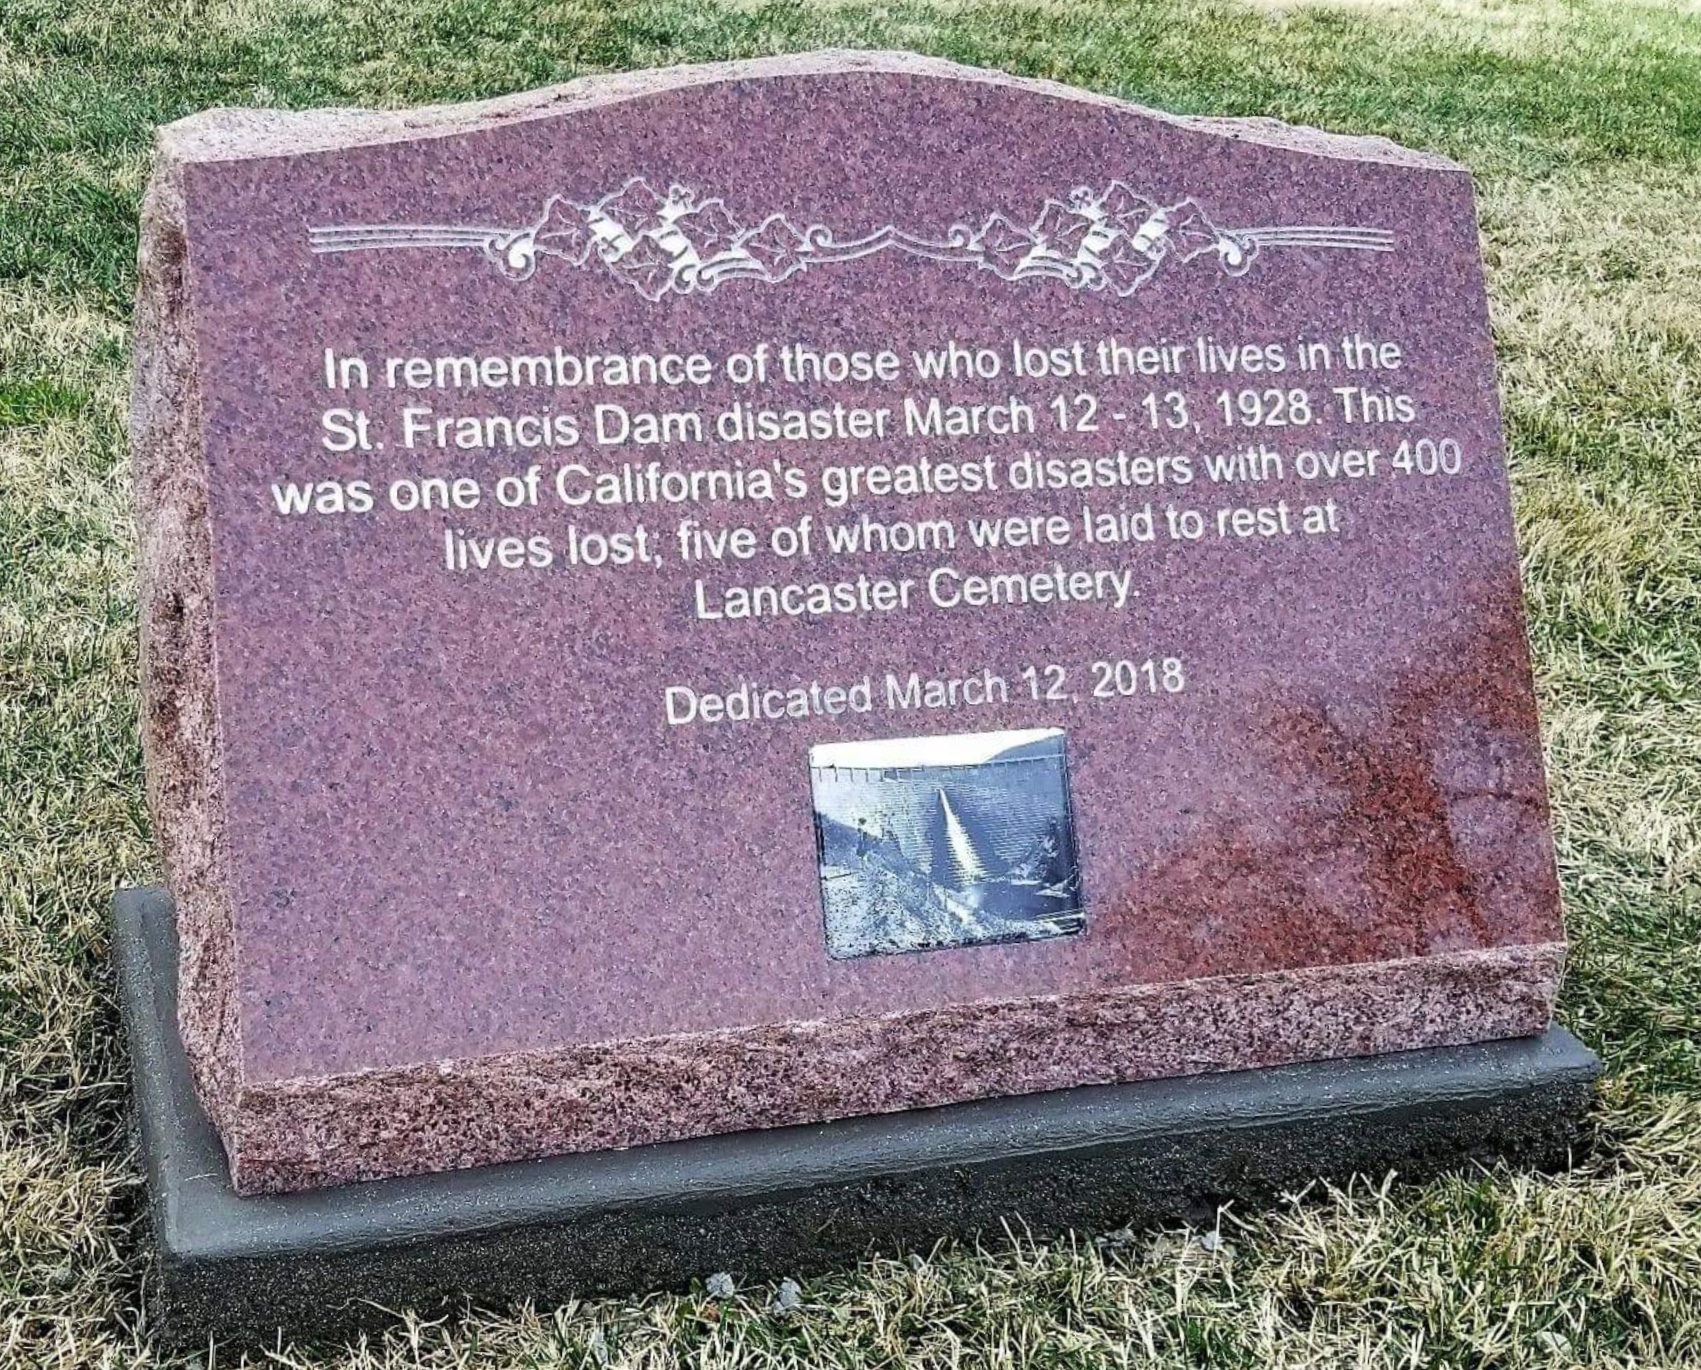 In remembrance of those who lost their lives in the
St. Francis Dam disaster March 12 - 13, 1928. This
was one of California's greatest disasters with over 400
lives lost; five of whom were laid to rest at
Lancaster Cemetery.
Dedicated March 12, 2018